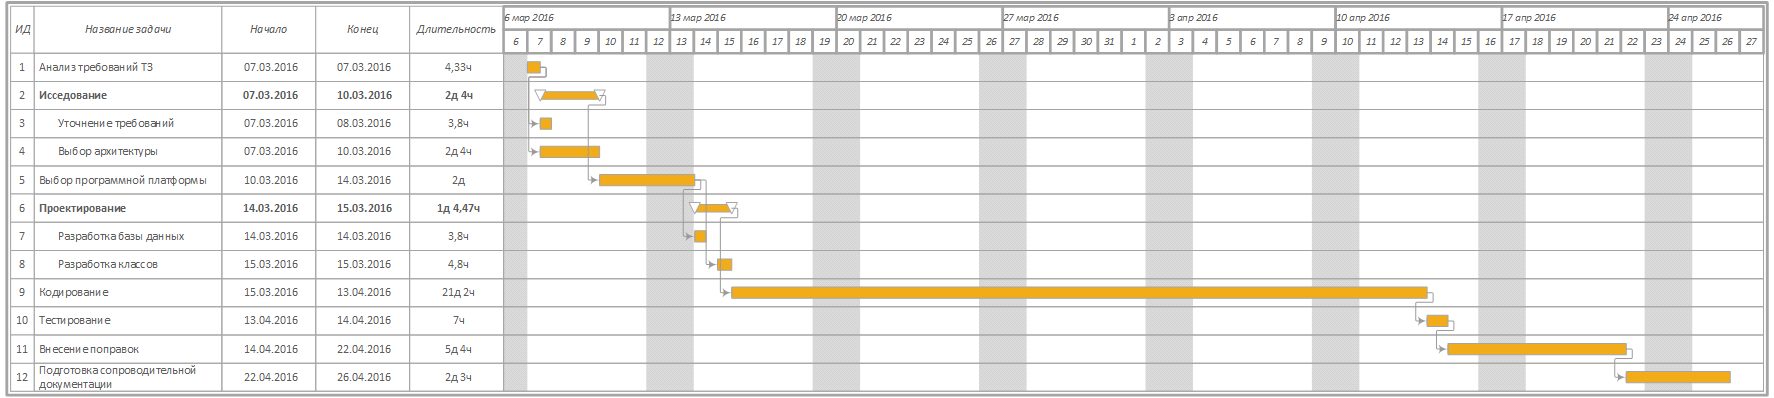 ИД Название задачи Начало Конец Длительность 6 мар 2016 13 мар 2016 20 мар 2016 27 мар 2016 3 апр 2016 10 апр 2016 17 апр 2016 24 апр 2016
6 7 8 9 10 11 12 13 14 15 16 17 18 19 20 21 22 23 24 25 26 27 28 29 30 31 1 2 3 4 5 6 7 8 9 10 11 12 13 14 15 16 17 18 19 20 21 22 23 24 25 26 27
1 Анализ требований ТЗ 07.03.2016 07.03.2016 4,33ч
2 Исседование 07.03.2016 10.03.2016 2д 4ч
3 Уточнение требований 07.03.2016 08.03.2016 3,8ч
4 Выбор архитектуры 07.03.2016 10.03.2016 2д 4ч
5 Выбор программной платформы 10.03.2016 14.03.2016 2д
6 Проектирование 14.03.2016 15.03.2016 1д 4,47ч
7 Разработка базы данных 14.03.2016 14.03.2016 3,8ч
8 Разработка классов 15.03.2016 15.03.2016 4,8ч
9 Кодирование 15.03.2016 13.04.2016 21д 2ч
10 Тестирование 13.04.2016 14.04.2016 7ч
11 Внесение поправок 14.04.2016 22.04.2016 5д 4ч
12 Подготовка сопроводительной
документации 22.04.2016 26.04.2016 2д 3ч